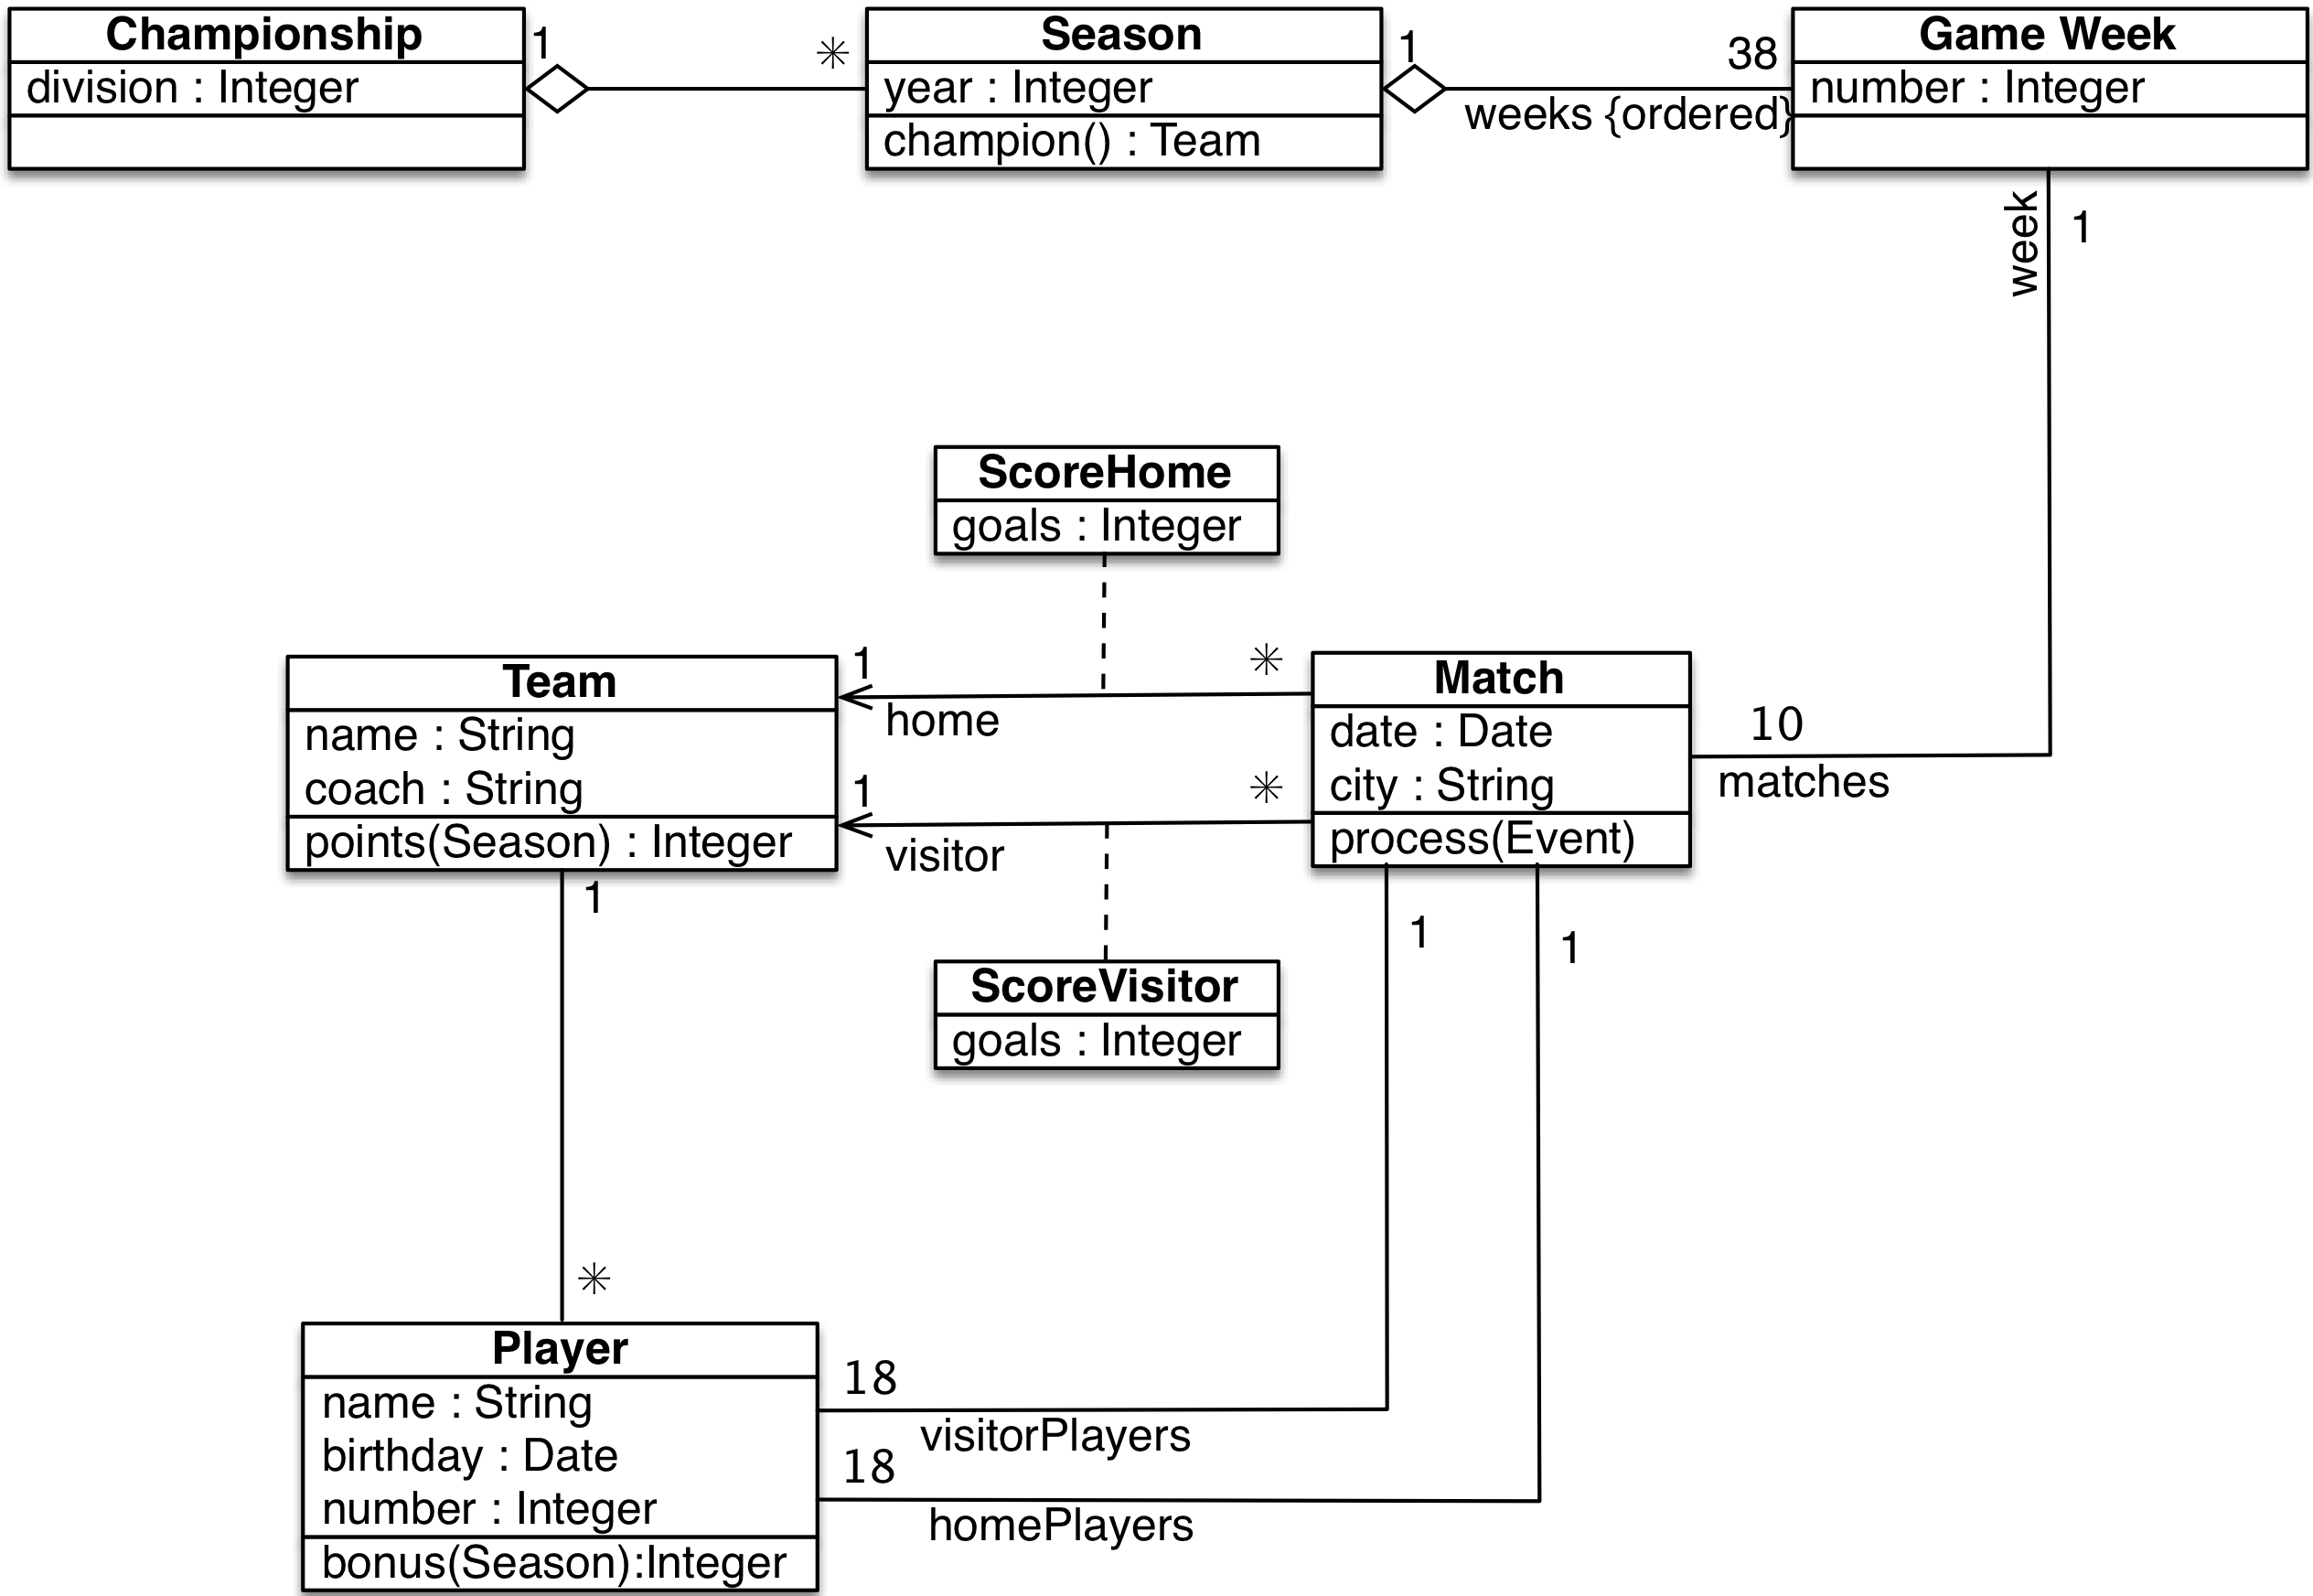 Championship
division : Integer
1
*
Season
year : Integer
champion() : Team
1
38
weeks {ordered}
Game Week
number : Integer
week
1
ScoreHome
goals : Integer
Team
name : String
coach : String
points(Season) : Integer
1
*
home
1
*
visitor
Match
date : Date
city : String
process(Event)
10
matches
1
1
1
ScoreVisitor
goals : Integer
*
Player
name : String
birthday : Date
number : Integer
bonus(Season):Integer
18
visitorPlayers
18
homePlayers